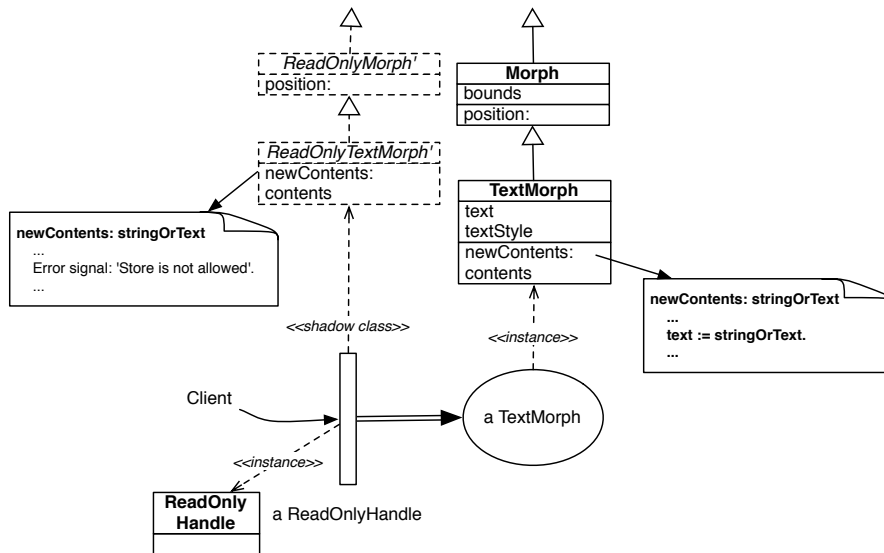 ReadOnlyMorph'
position:
Morph
bounds
position:
ReadOnlyTextMorph'
newContents:
contents
TextMorph
text
textStyle
newContents:
contents
newContents: stringOrText
...
Error signal: 'Store is not allowed'.
...
newContents: stringOrText
...
text := stringOrText.
...
<<shadow class>>
<<instance>>
Client
a TextMorph
<<instance>>
ReadOnly
Handle
a ReadOnlyHandle